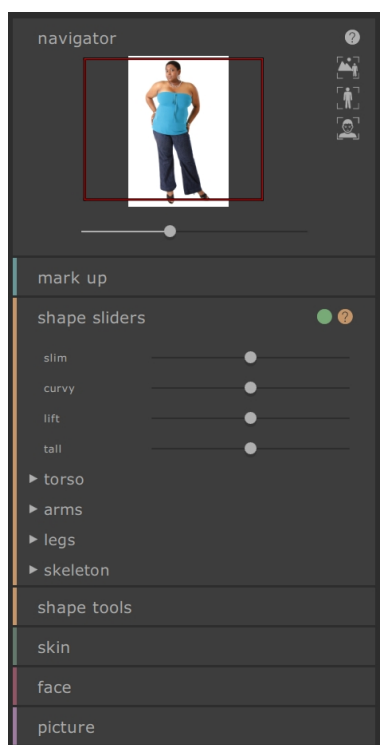 navigator ?
mark up
shape sliders ?
slim
curvy
lift
tall
torso
arms
legs
skeleton
shape tools
skin
face
picture